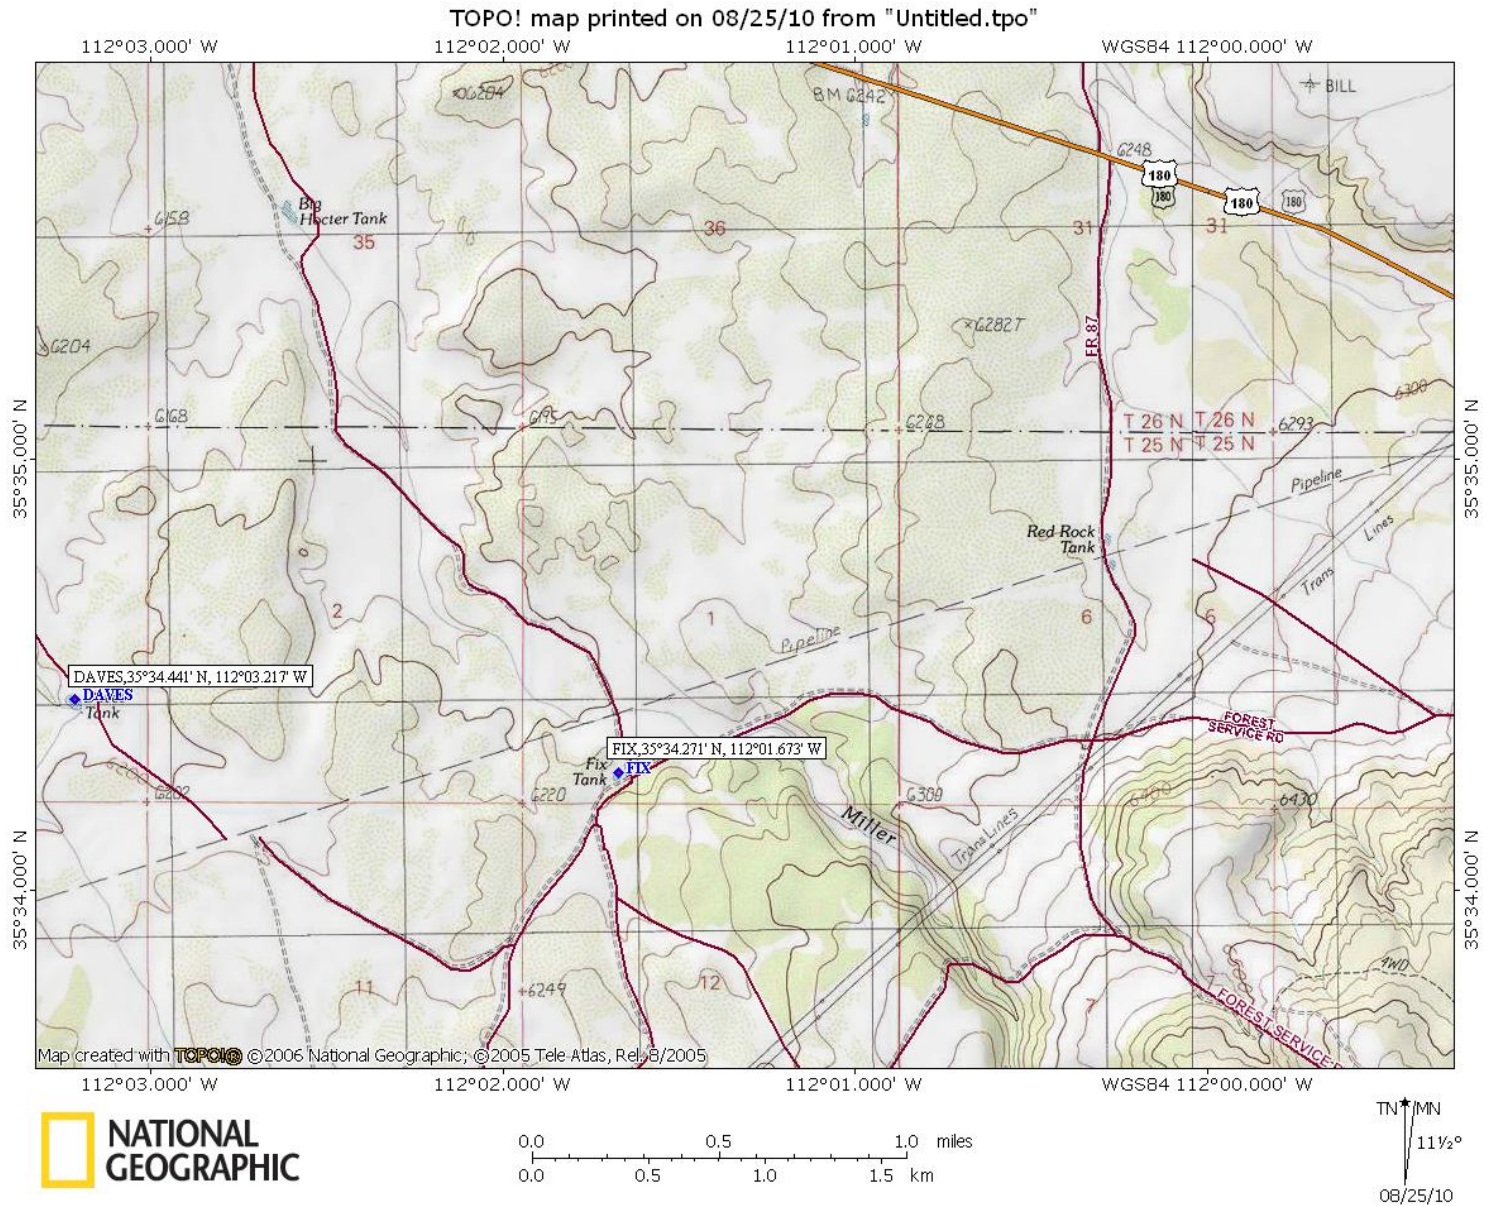 TOPO! map printed on 08/25/10 from "Untitled.tpo"
112°03.000' W 112°02.000' W 112°01.000' W WGS84 112°00.000' W
6204
BM 6242
BILL
6248
180
180
180
180
Big
Hocter Tank
6158
35
36
31
31
6204
6282T
FR 87
6300
6168
6195
6268
T 26 N T 26 N
6293
T 25 N T 25 N
35°35.000' N
35°35.000' N
Pipeline
Red Rock
Tank
Lines
Trans
2
1
Pipeline
6
6
DAVES,35°34.441' N, 112°03.217' W
DAVES
Tank
FOREST
SERVICE RD
FIX,35°34.271' N, 112°01.673' W
Fix
Tank
FIX
6200
6202
6220
6300
6400
6430
Miller
Trans Lines
35°34.000' N
35°34.000' N
11
6249
12
7
7
4WD
FOREST SERVICE R
Map created with TOPO!® ©2006 National Geographic; ©2005 Tele Atlas, Rel. 8/2005
112°03.000' W 112°02.000' W 112°01.000' W WGS84 112°00.000' W
NATIONAL
GEOGRAPHIC
0.0 0.5 1.0 miles
0.0 0.5 1.0 1.5 km
TN MN
11½°
08/25/10